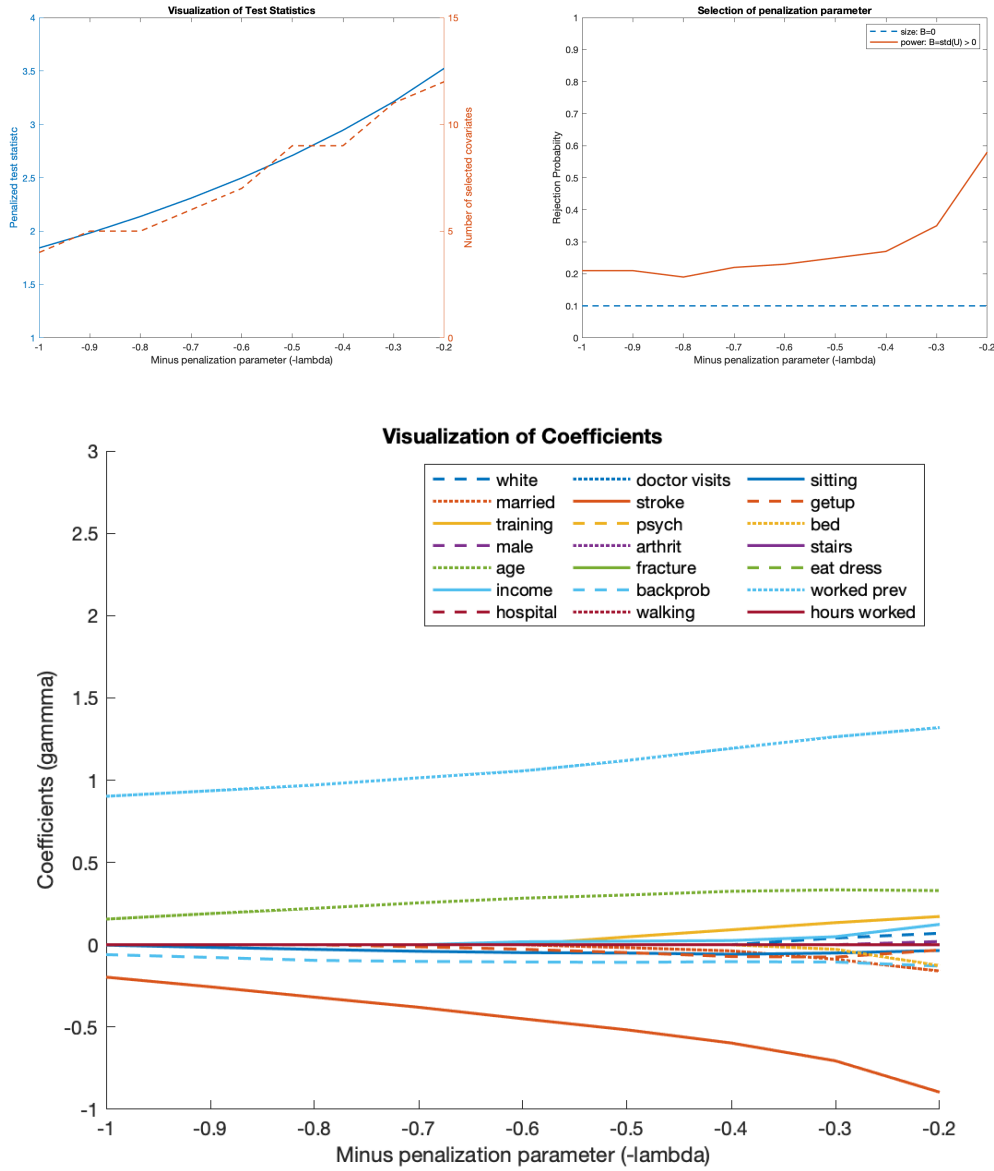 Visualization of Test Statistics
4
3.5
3
2.5
2
1.5
1
Penalized test statistc
15
10
5
0
Number of selected covariates
-1 -0.9 -0.8 -0.7 -0.6 -0.5 -0.4 -0.3 -0.2
Minus penalization parameter (-lambda)
Selection of penalization parameter
size: B=0
power: B=std(U) > 0
1
0.9
0.8
0.7
0.6
0.5
0.4
0.3
0.2
0.1
0
Rejection Probability
-1 -0.9 -0.8 -0.7 -0.6 -0.5 -0.4 -0.3 -0.2
Minus penalization parameter (-lambda)
Visualization of Coefficients
white doctor visits sitting
married stroke getup
training psych bed
male arthrit stairs
age fracture eat dress
income backprob worked prev
hospital walking hours worked
3
2.5
2
1.5
1
0.5
0
-0.5
-1
Coefficients (gammma)
-1 -0.9 -0.8 -0.7 -0.6 -0.5 -0.4 -0.3 -0.2
Minus penalization parameter (-lambda)